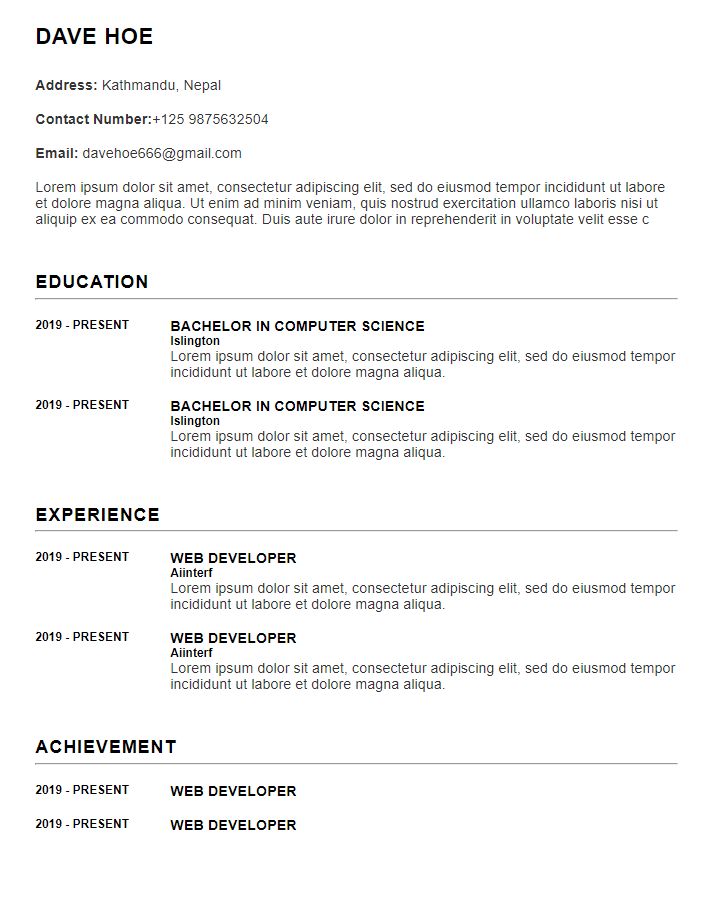 DAVE HOE
Address: Kathmandu, Nepal
Contact Number:+125 9875632504
Email: davehoe666@gmail.com
Lorem ipsum dolor sit amet, consectetur adipiscing elit, sed do eiusmod tempor incididunt ut labore
et dolore magna aliqua. Ut enim ad minim veniam, quis nostrud exercitation ullamco laboris nisi ut
aliquip ex ea commodo consequat. Duis aute irure dolor in reprehenderit in voluptate velit esse c
EDUCATION
2019 - PRESENT BACHELOR IN COMPUTER SCIENCE
Islington
Lorem ipsum dolor sit amet, consectetur adipiscing elit, sed do eiusmod tempor
incididunt ut labore et dolore magna aliqua.
2019 - PRESENT BACHELOR IN COMPUTER SCIENCE
Islington
Lorem ipsum dolor sit amet, consectetur adipiscing elit, sed do eiusmod tempor
incididunt ut labore et dolore magna aliqua.
EXPERIENCE
2019 - PRESENT WEB DEVELOPER
Aiinterf
Lorem ipsum dolor sit amet, consectetur adipiscing elit, sed do eiusmod tempor
incididunt ut labore et dolore magna aliqua.
2019 - PRESENT WEB DEVELOPER
Aiinterf
Lorem ipsum dolor sit amet, consectetur adipiscing elit, sed do eiusmod tempor
incididunt ut labore et dolore magna aliqua.
ACHIEVEMENT
2019 - PRESENT WEB DEVELOPER
2019 - PRESENT WEB DEVELOPER